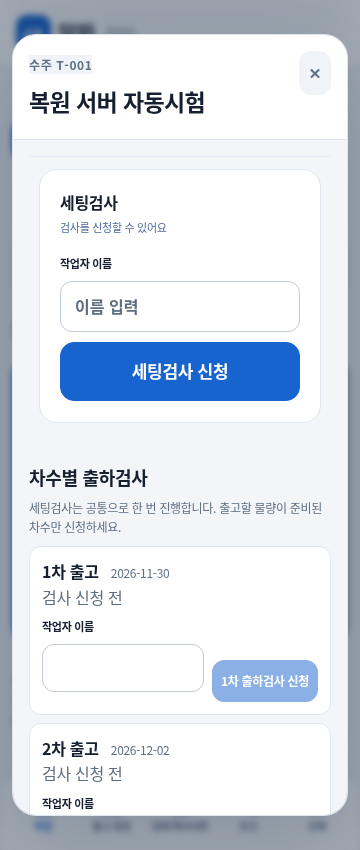 수주 T-001
복원 서버 자동시험
×
세팅검사
검사를 신청할 수 있어요
작업자 이름
이름 입력
세팅검사 신청
차수별 출하검사
세팅검사는 공통으로 한 번 진행합니다. 출고할 물량이 준비된
차수만 신청하세요.
1차 출고 2026-11-30
검사 신청 전
작업자 이름
1차 출하검사 신청
2차 출고 2026-12-02
검사 신청 전
작업자 이름